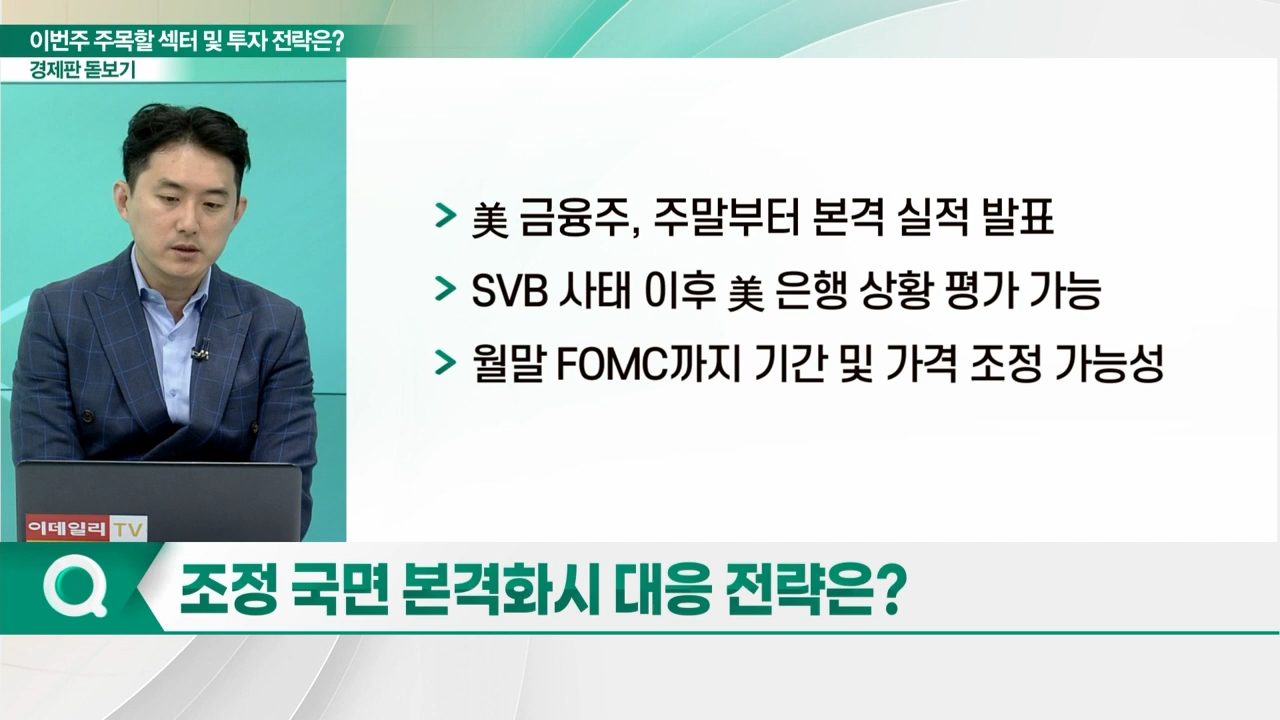 이번주 주목할 섹터 및 투자 전략은?
경제판 돋보기
> 美 금융주, 주말부터 본격 실적 발표
> SVB 사태 이후 美 은행 상황 평가 가능
> 월말 FOMC까지 기간 및 가격 조정 가능성
이데일리 TV
Q 조정 국면 본격화시 대응 전략은?